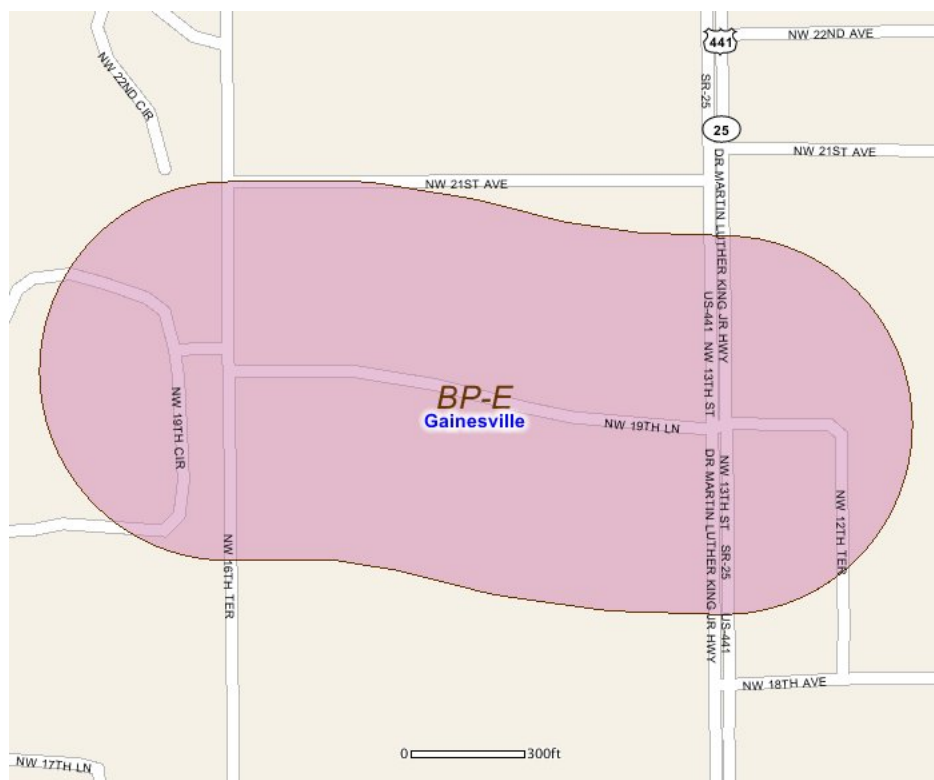 NW 22ND AVE
441
NW 22ND CIR
SR-25
25
NW 21ST AVE
NW 21ST AVE
DR MARTIN LUTHER KING JR HWY
US-441 NW 13TH ST
BP-E
Gainesville
NW 19TH CIR
NW 19TH LN
DR MARTIN LUTHER KING JR HWY
NW 13TH ST SR-25 US-441
NW 12TH TER
NW 16TH TER
NW 18TH AVE
0 300ft
NW 17TH LN